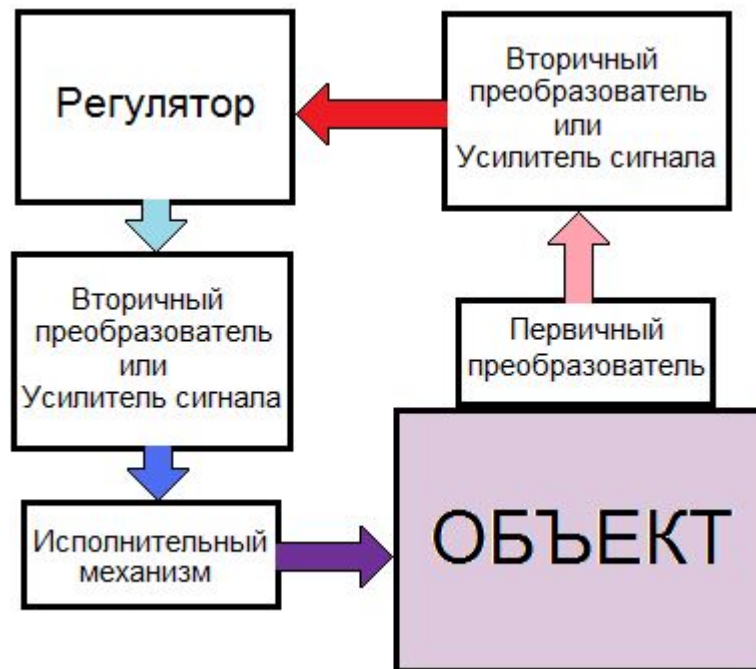 Регулятор
Вторичный
преобразователь
или
Усилитель сигнала
Вторичный
преобразователь
или
Усилитель сигнала
Первичный
преобразователь
Исполнительный
механизм
ОБЪЕКТ